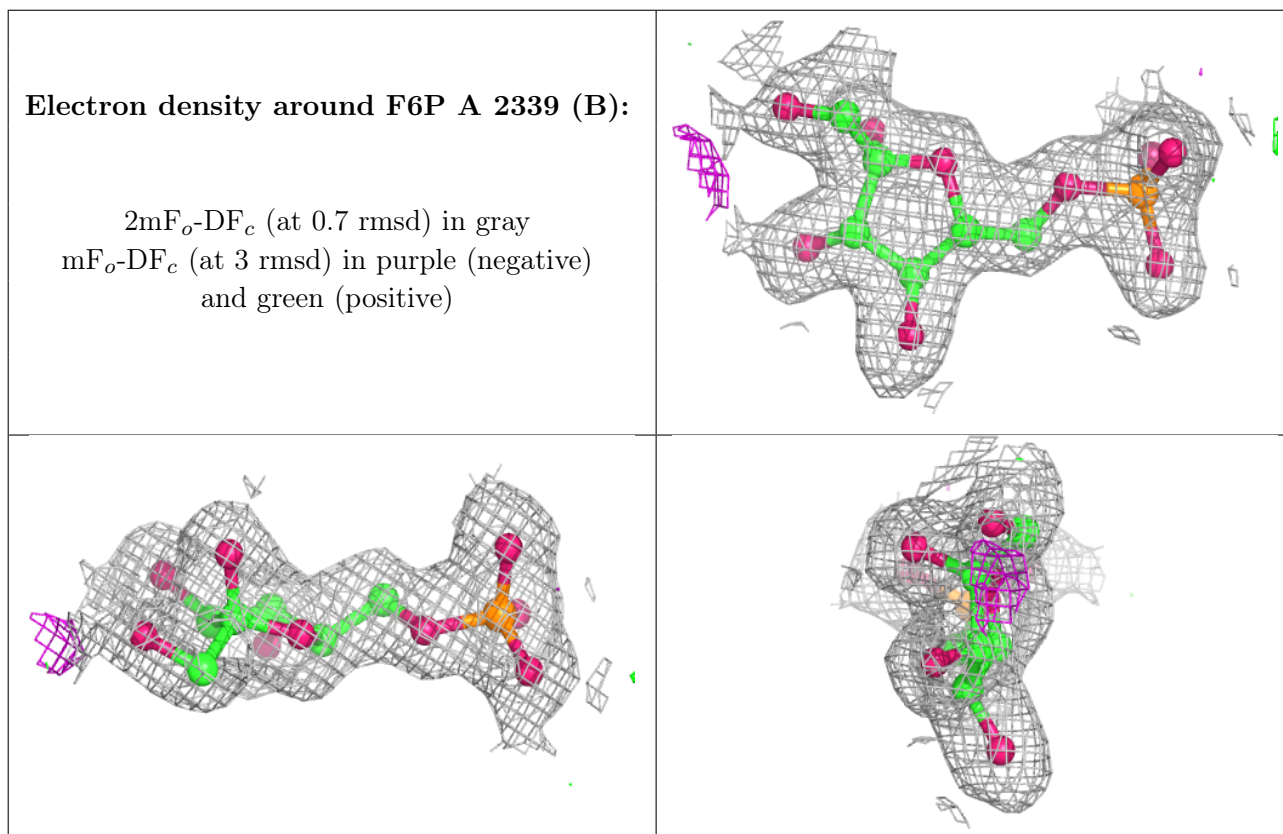 Electron density around F6P A 2339 (B):
2mFo-DFc (at 0.7 rmsd) in gray
mFo-DFc (at 3 rmsd) in purple (negative)
and green (positive)